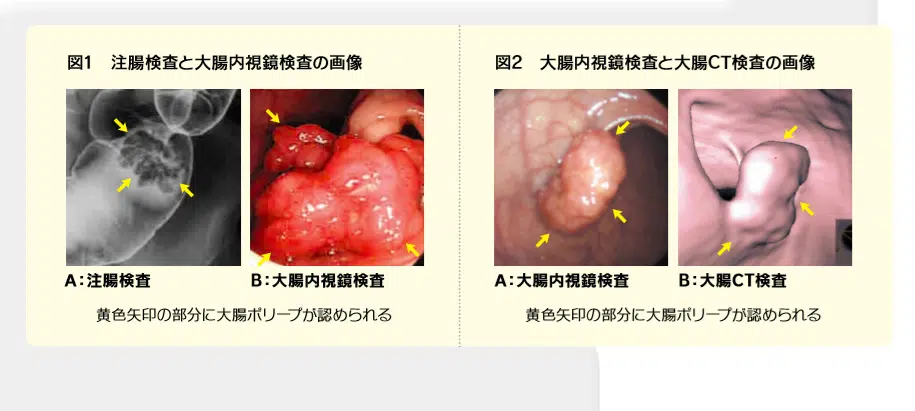 図1 注腸検査と大腸内視鏡検査の画像
A：注腸検査
B：大腸内視鏡検査
黄色矢印の部分に大腸ポリープが認められる
図2 大腸内視鏡検査と大腸CT検査の画像
A：大腸内視鏡検査
B：大腸CT検査
黄色矢印の部分に大腸ポリープが認められる